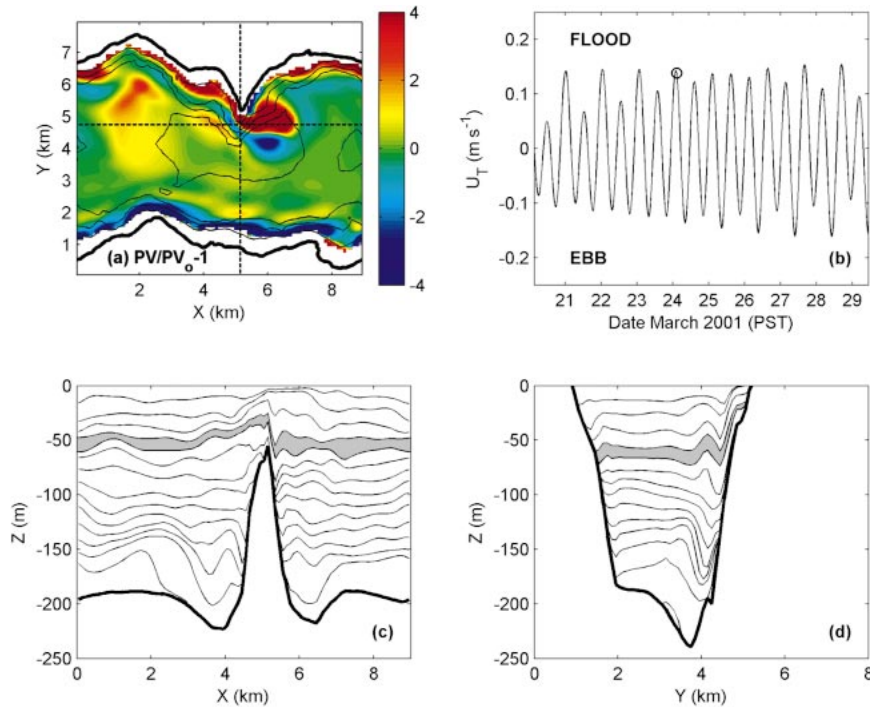 7
6
5
4
3
2
1
Y (km)
(a) PV/PVo-1
0 2 4 6 8
X (km)
4
2
0
-2
-4
0.2
0.1
0
-0.1
-0.2
U_T (m s⁻¹)
FLOOD
EBB
(b)
21 22 23 24 25 26 27 28 29
Date March 2001 (PST)
0
-50
-100
-150
-200
-250
Z (m)
(c)
0 2 4 6 8
X (km)
0
-50
-100
-150
-200
-250
Z (m)
(d)
0 2 4 6 8
Y (km)